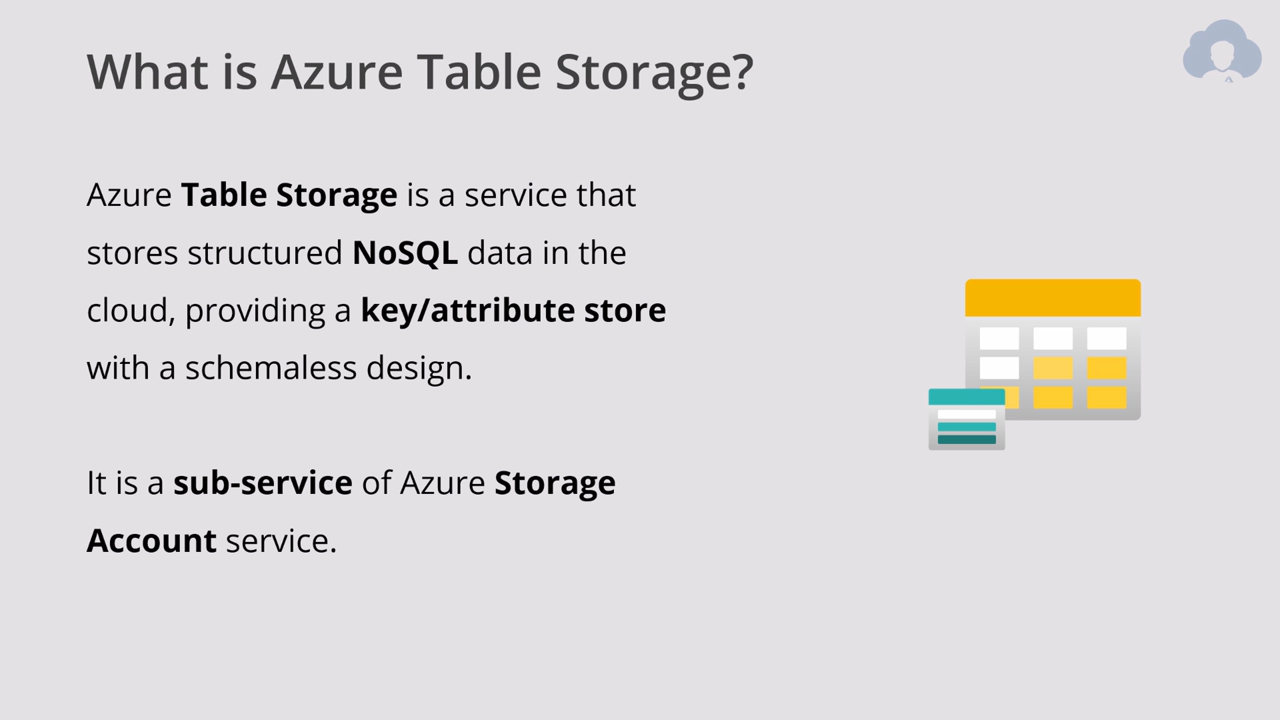 What is Azure Table Storage?
Azure Table Storage is a service that
stores structured NoSQL data in the
cloud, providing a key/attribute store
with a schemaless design.
It is a sub-service of Azure Storage
Account service.